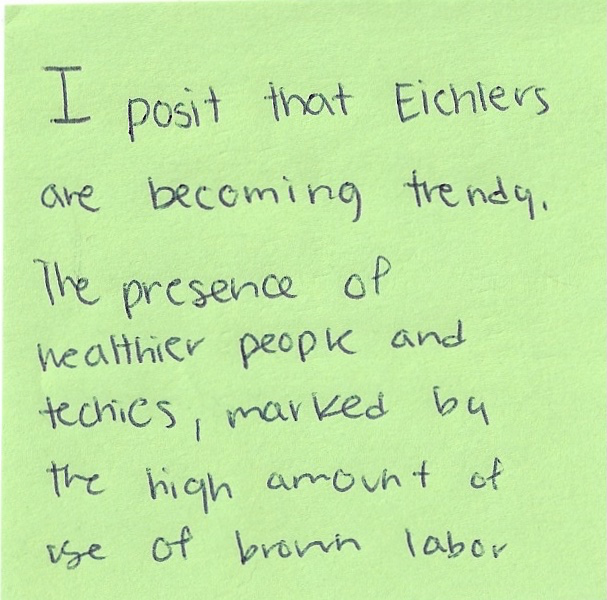 I posit that Eichlers
are becoming trendy.
The presence of
wealthier people and
techies, marked by
the high amount of
use of brown labor